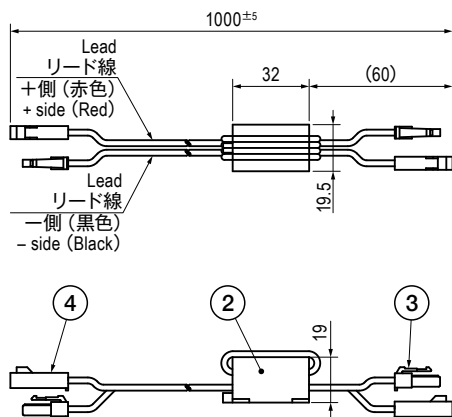 1000±5
Lead
リード線
＋側（赤色）
+ side (Red)
32
(60)
19.5
Lead
リード線
－側（黒色）
– side (Black)
4
2
19
3